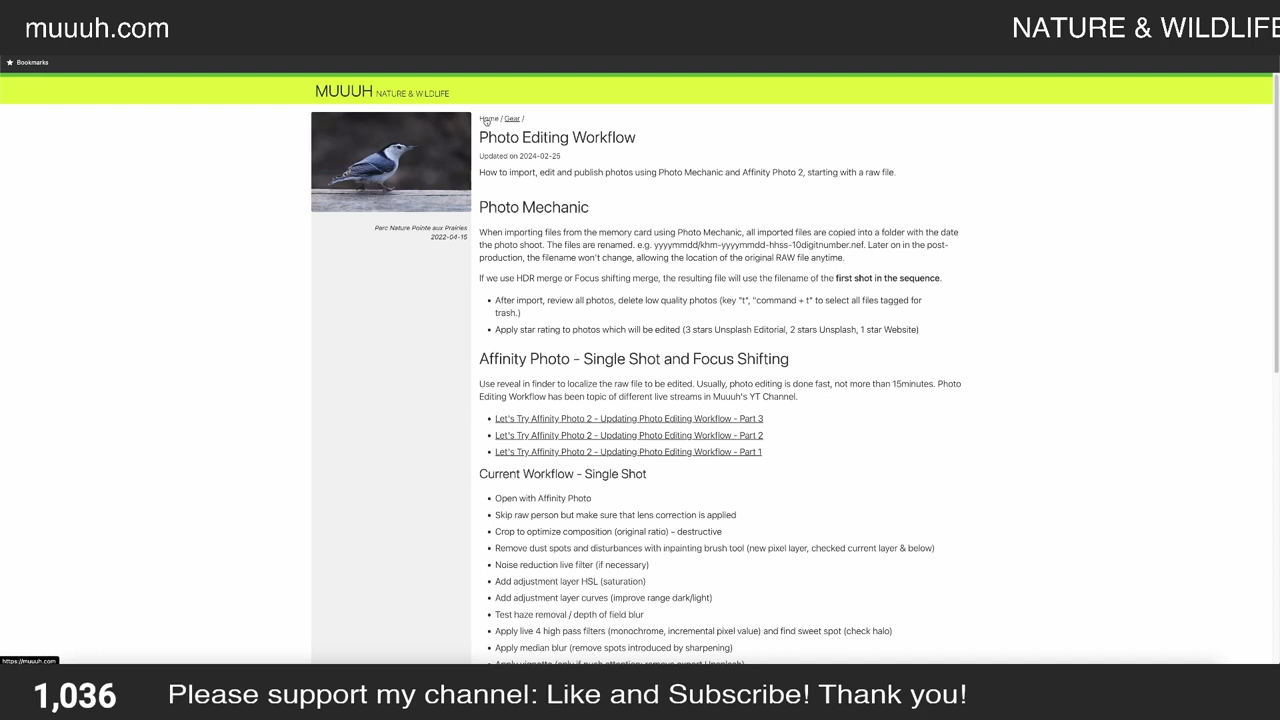 muuuh.com
NATURE & WILDLIFE
Bookmarks
MUUUH NATURE & WILDLIFE
Home / Gear /
Photo Editing Workflow
Updated on 2024-02-25
How to import, edit and publish photos using Photo Mechanic and Affinity Photo 2, starting with a raw file.
Parc Nature Pointe aux Prairies
2022-04-15
Photo Mechanic
When importing files from the memory card using Photo Mechanic, all imported files are copied into a folder with the date
the photo shoot. The files are renamed. e.g. yyyymmdd/khm-yyyymmdd-hhss-10digitnumber.nef. Later on in the post-
production, the filename won't change, allowing the location of the original RAW file anytime.
If we use HDR merge or Focus shifting merge, the resulting file will use the filename of the first shot in the sequence.
• After import, review all photos, delete low quality photos (key "t", "command + t" to select all files tagged for
trash.)
• Apply star rating to photos which will be edited (3 stars Unsplash Editorial, 2 stars Unsplash, 1 star Website)
Affinity Photo - Single Shot and Focus Shifting
Use reveal in finder to localize the raw file to be edited. Usually, photo editing is done fast, not more than 15minutes. Photo
Editing Workflow has been topic of different live streams in Muuuh's YT Channel.
• Let's Try Affinity Photo 2 - Updating Photo Editing Workflow - Part 3
• Let's Try Affinity Photo 2 - Updating Photo Editing Workflow - Part 2
• Let's Try Affinity Photo 2 - Updating Photo Editing Workflow - Part 1
Current Workflow - Single Shot
• Open with Affinity Photo
• Skip raw person but make sure that lens correction is applied
• Crop to optimize composition (original ratio) - destructive
• Remove dust spots and disturbances with inpainting brush tool (new pixel layer, checked current layer & below)
• Noise reduction live filter (if necessary)
• Add adjustment layer HSL (saturation)
• Add adjustment layer curves (improve range dark/light)
• Test haze removal / depth of field blur
• Apply live 4 high pass filters (monochrome, incremental pixel value) and find sweet spot (check halo)
• Apply median blur (remove spots introduced by sharpening)
https://muuuh.com
1,036
Please support my channel: Like and Subscribe! Thank you!